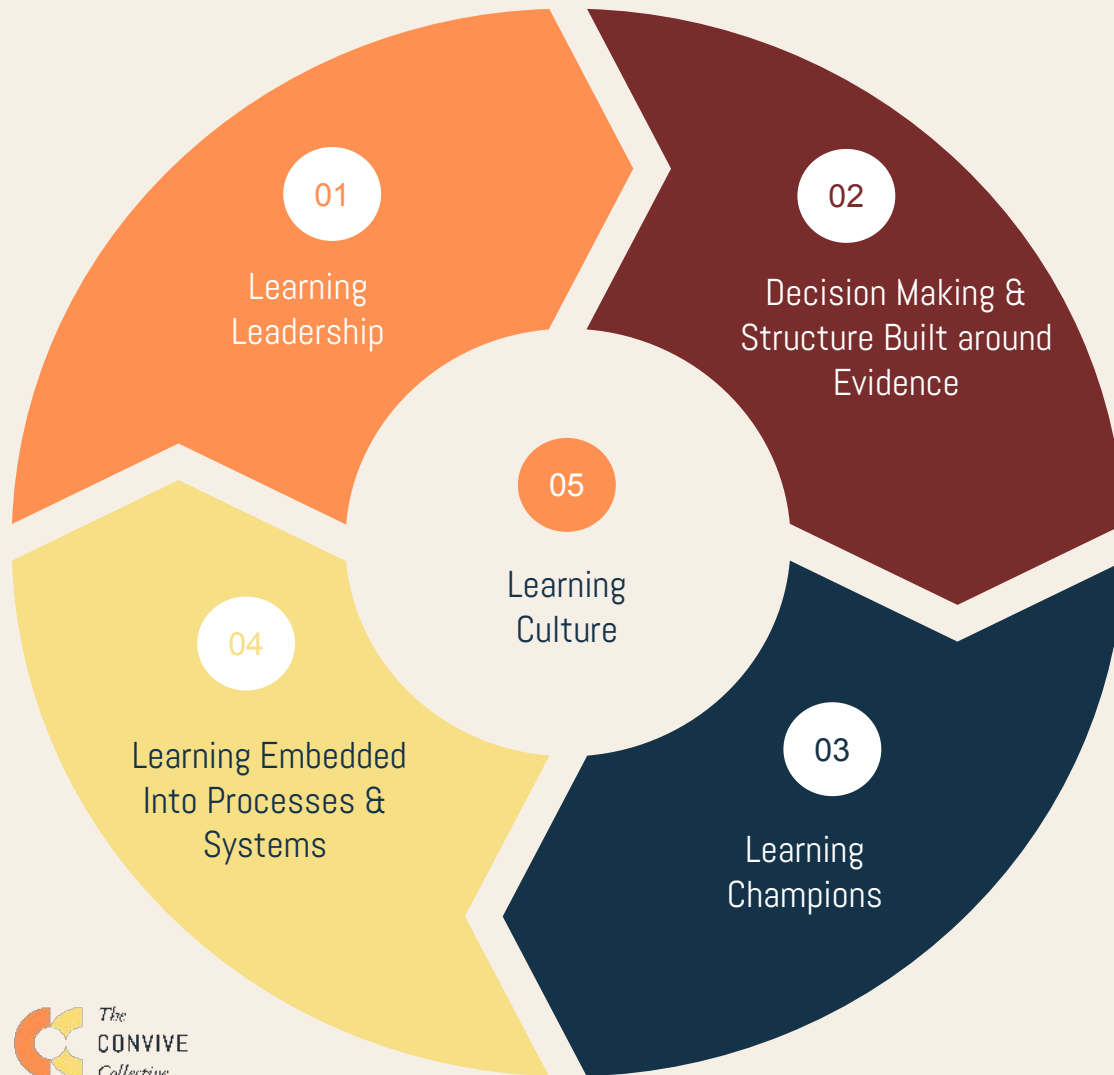 01
Learning
Leadership
02
Decision Making &
Structure Built around
Evidence
03
Learning
Champions
04
Learning Embedded
Into Processes &
Systems
05
Learning
Culture
The
CONVIVE
Collective